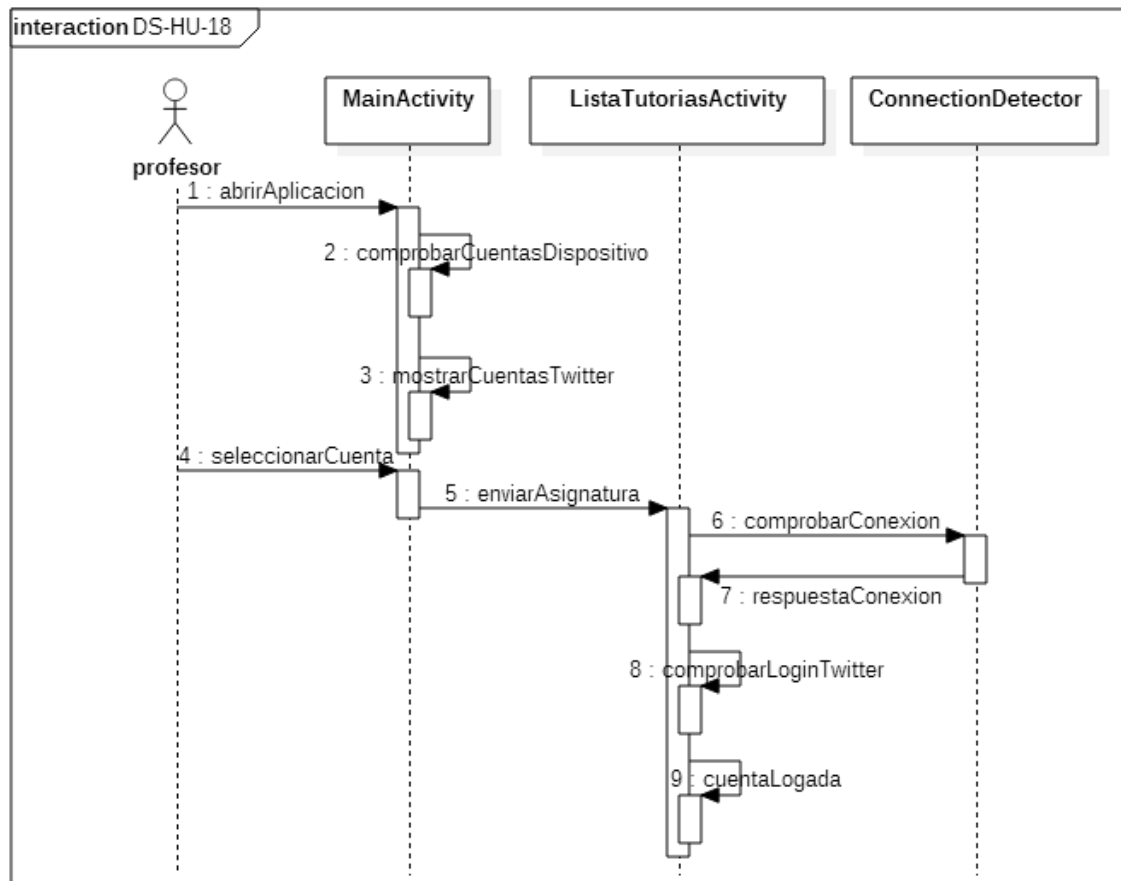 interaction DS-HU-18
MainActivity
ListaTutoriasActivity
ConnectionDetector
profesor
1 : abrirAplicacion
2 : comprobarCuentasDispositivo
3 : mostrarCuentasTwitter
4 : seleccionarCuenta
5 : enviarAsignatura
6 : comprobarConexion
7 : respuestaConexion
8 : comprobarLoginTwitter
9 : cuentaLogada